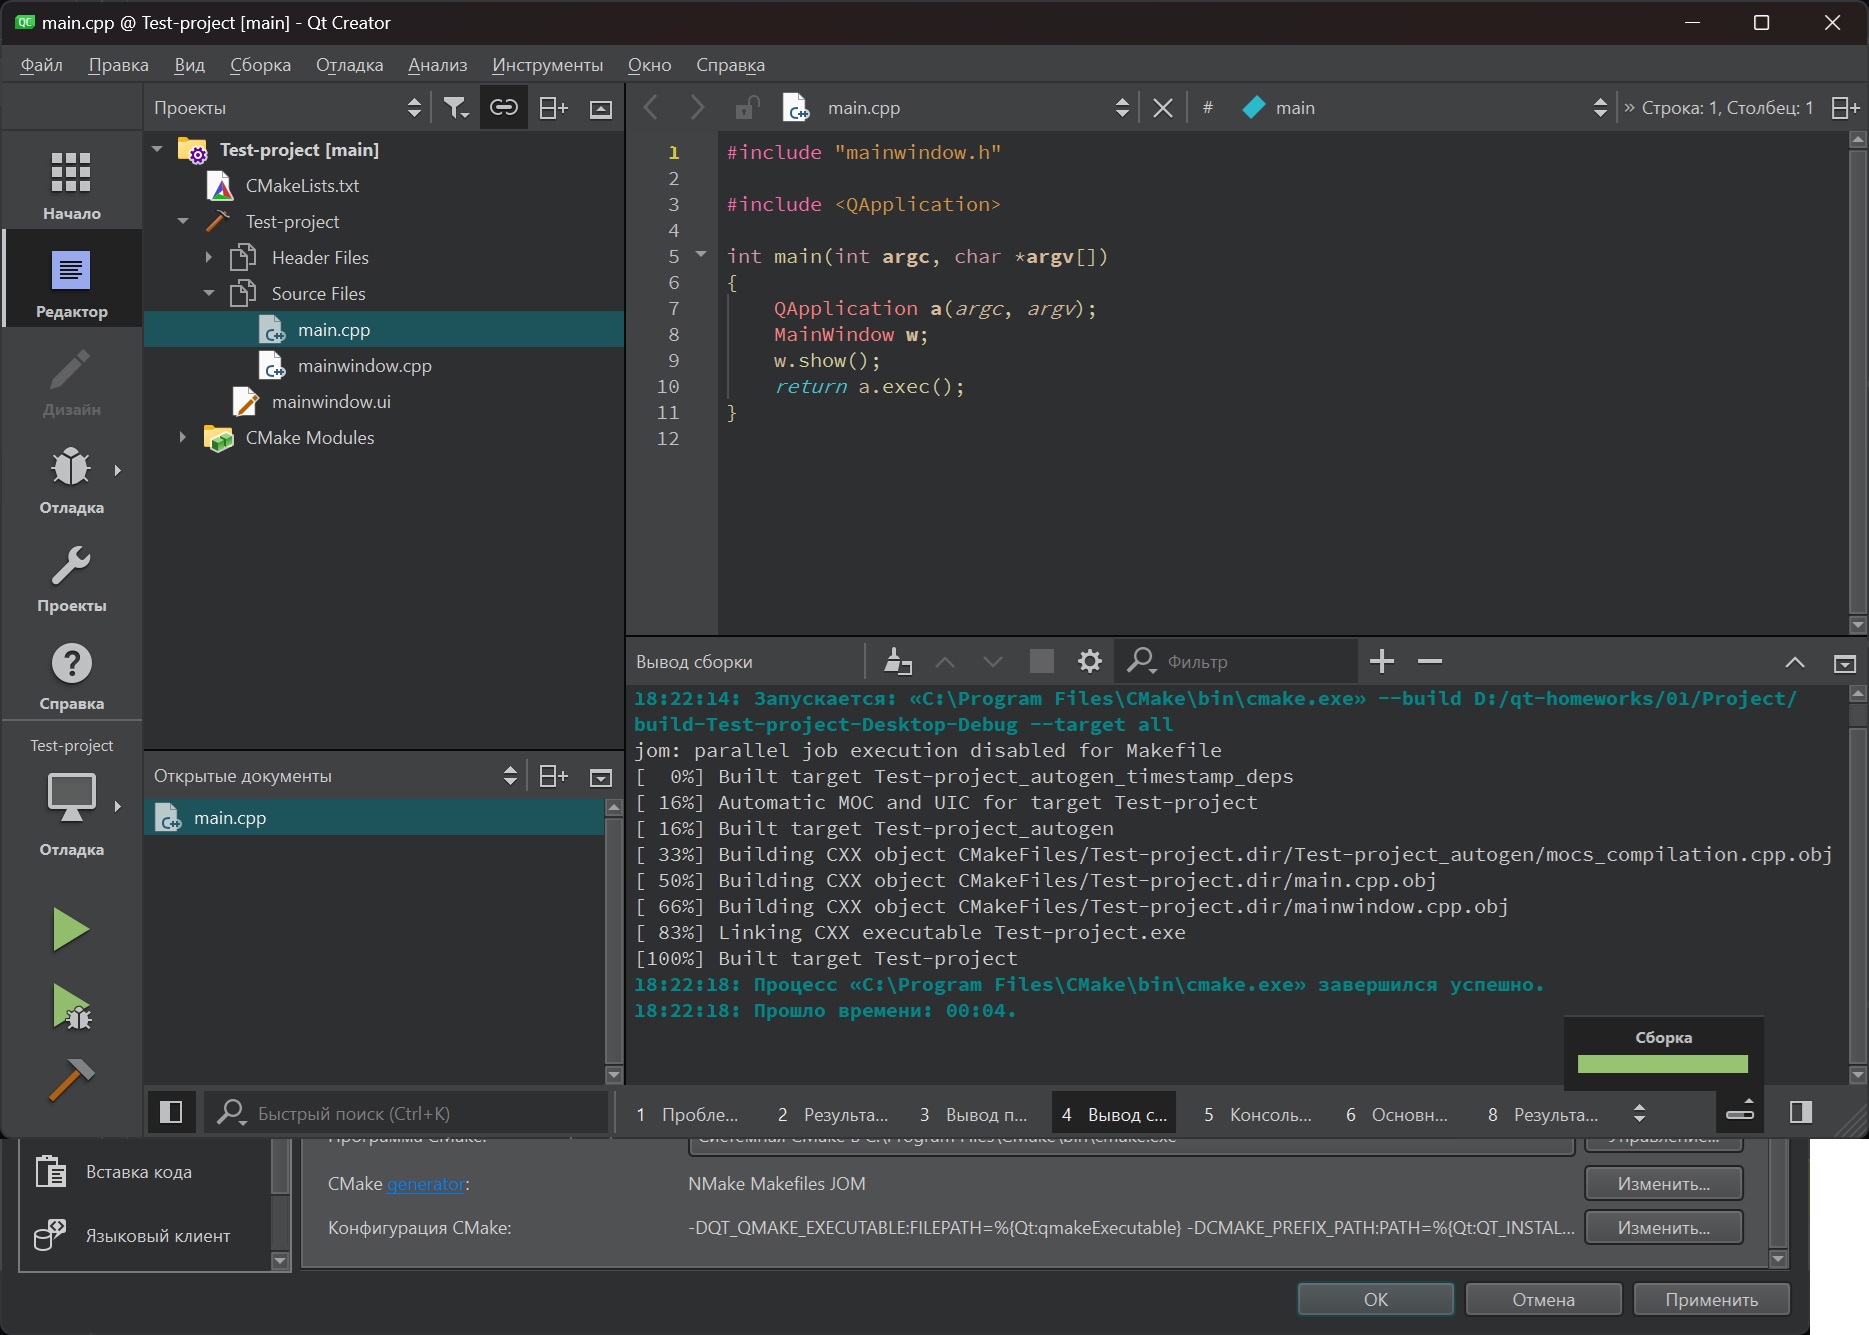 main.cpp @ Test-project [main] - Qt Creator
Файл Правка Вид Сборка Отладка Анализ Инструменты Окно Справка
Начало
Редактор
Дизайн
Отладка
Проекты
Справка
Test-project
Отладка
Проекты
Test-project [main]
CMakeLists.txt
Test-project
Header Files
Source Files
main.cpp
mainwindow.cpp
mainwindow.ui
CMake Modules
Открытые документы
main.cpp
Быстрый поиск (Ctrl+K)
main.cpp # main » Строка: 1, Столбец: 1
1 #include "mainwindow.h"
2
3 #include <QApplication>
4
5 int main(int argc, char *argv[])
6 {
7 QApplication a(argc, argv);
8 MainWindow w;
9 w.show();
10 return a.exec();
11 }
12
Вывод сборки Фильтр
18:22:14: Запускается: «C:\Program Files\CMake\bin\cmake.exe» --build D:/qt-homeworks/01/Project/
build-Test-project-Desktop-Debug --target all
jom: parallel job execution disabled for Makefile
[  0%] Built target Test-project_autogen_timestamp_deps
[ 16%] Automatic MOC and UIC for target Test-project
[ 16%] Built target Test-project_autogen
[ 33%] Building CXX object CMakeFiles/Test-project.dir/Test-project_autogen/mocs_compilation.cpp.obj
[ 50%] Building CXX object CMakeFiles/Test-project.dir/main.cpp.obj
[ 66%] Building CXX object CMakeFiles/Test-project.dir/mainwindow.cpp.obj
[ 83%] Linking CXX executable Test-project.exe
[100%] Built target Test-project
18:22:18: Процесс «C:\Program Files\CMake\bin\cmake.exe» завершился успешно.
18:22:18: Прошло времени: 00:04.
Сборка
1 Пробле... 2 Результа... 3 Вывод п... 4 Вывод с... 5 Консоль... 6 Основн... 8 Результа...
Программа CMake: Системная CMake в C:\Program Files\CMake\bin\cmake.exe Управление...
Вставка кода
CMake generator: NMake Makefiles JOM Изменить...
Языковый клиент
Конфигурация CMake: -DQT_QMAKE_EXECUTABLE:FILEPATH=%{Qt:qmakeExecutable} -DCMAKE_PREFIX_PATH:PATH=%{Qt:QT_INSTAL... Изменить...
OK Отмена Применить